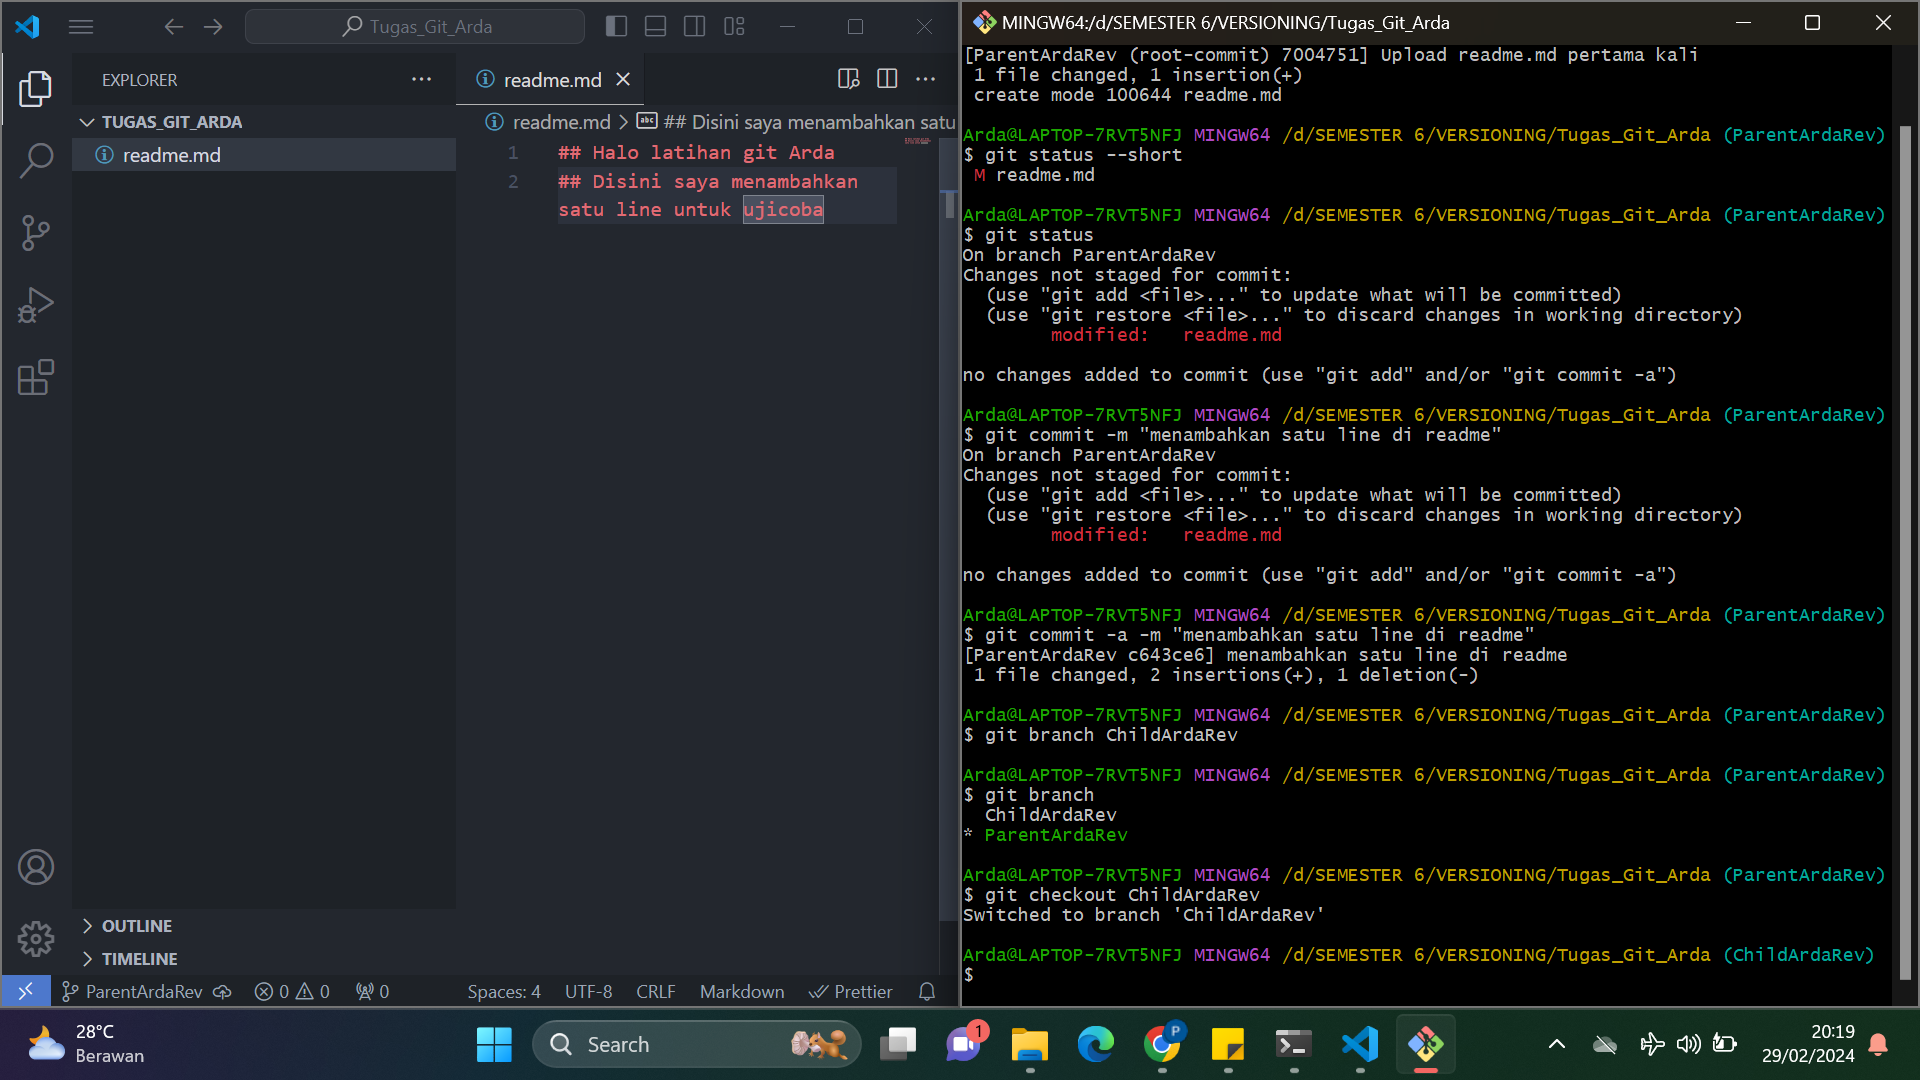 Tugas_Git_Arda
EXPLORER
TUGAS_GIT_ARDA
readme.md
OUTLINE
TIMELINE
readme.md
readme.md > ## Disini saya menambahkan satu
1 ## Halo latihan git Arda
2 ## Disini saya menambahkan
satu line untuk ujicoba
ParentArdaRev 0 0 0 Spaces: 4 UTF-8 CRLF Markdown Prettier
MINGW64:/d/SEMESTER 6/VERSIONING/Tugas_Git_Arda
[ParentArdaRev (root-commit) 7004751] Upload readme.md pertama kali
1 file changed, 1 insertion(+)
create mode 100644 readme.md
Arda@LAPTOP-7RVT5NFJ MINGW64 /d/SEMESTER 6/VERSIONING/Tugas_Git_Arda (ParentArdaRev)
$ git status --short
M readme.md
Arda@LAPTOP-7RVT5NFJ MINGW64 /d/SEMESTER 6/VERSIONING/Tugas_Git_Arda (ParentArdaRev)
$ git status
On branch ParentArdaRev
Changes not staged for commit:
(use "git add <file>..." to update what will be committed)
(use "git restore <file>..." to discard changes in working directory)
modified:   readme.md
no changes added to commit (use "git add" and/or "git commit -a")
Arda@LAPTOP-7RVT5NFJ MINGW64 /d/SEMESTER 6/VERSIONING/Tugas_Git_Arda (ParentArdaRev)
$ git commit -m "menambahkan satu line di readme"
On branch ParentArdaRev
Changes not staged for commit:
(use "git add <file>..." to update what will be committed)
(use "git restore <file>..." to discard changes in working directory)
modified:   readme.md
no changes added to commit (use "git add" and/or "git commit -a")
Arda@LAPTOP-7RVT5NFJ MINGW64 /d/SEMESTER 6/VERSIONING/Tugas_Git_Arda (ParentArdaRev)
$ git commit -a -m "menambahkan satu line di readme"
[ParentArdaRev c643ce6] menambahkan satu line di readme
1 file changed, 2 insertions(+), 1 deletion(-)
Arda@LAPTOP-7RVT5NFJ MINGW64 /d/SEMESTER 6/VERSIONING/Tugas_Git_Arda (ParentArdaRev)
$ git branch ChildArdaRev
Arda@LAPTOP-7RVT5NFJ MINGW64 /d/SEMESTER 6/VERSIONING/Tugas_Git_Arda (ParentArdaRev)
$ git branch
ChildArdaRev
* ParentArdaRev
Arda@LAPTOP-7RVT5NFJ MINGW64 /d/SEMESTER 6/VERSIONING/Tugas_Git_Arda (ParentArdaRev)
$ git checkout ChildArdaRev
Switched to branch 'ChildArdaRev'
Arda@LAPTOP-7RVT5NFJ MINGW64 /d/SEMESTER 6/VERSIONING/Tugas_Git_Arda (ChildArdaRev)
$
28°C
Berawan
Search
1
P
20:19
29/02/2024